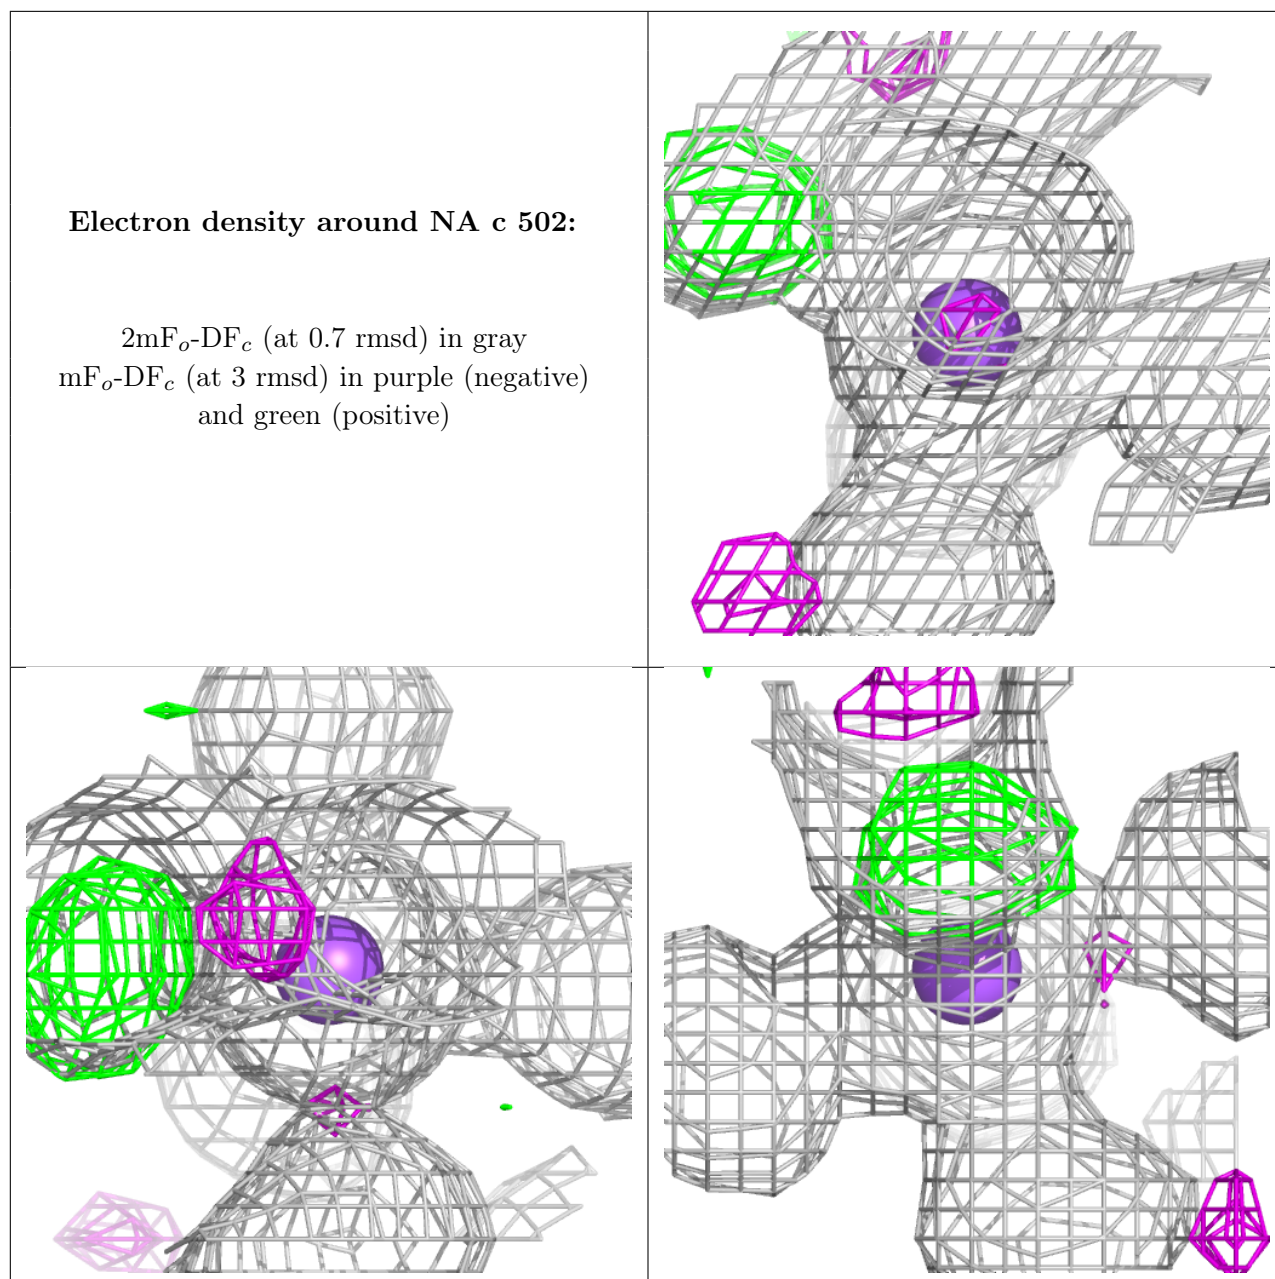 Electron density around NA c 502:
2mFo-DFc (at 0.7 rmsd) in gray
mFo-DFc (at 3 rmsd) in purple (negative)
and green (positive)